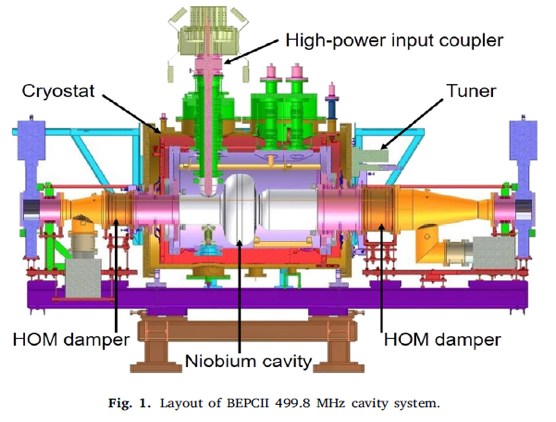 High-power input coupler
Cryostat
Tuner
HOM damper
Niobium cavity
HOM damper
Fig. 1. Layout of BEPCII 499.8 MHz cavity system.